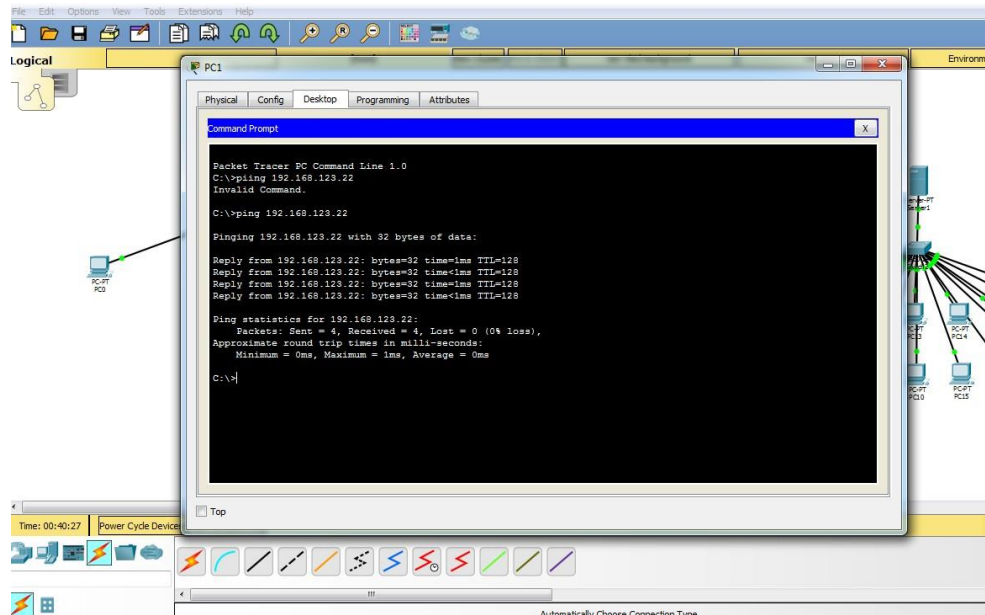 File Edit Options View Tools Extensions Help
Logical
Environm
PC1
Physical Config Desktop Programming Attributes
Command Prompt
X
Packet Tracer PC Command Line 1.0
C:\>piing 192.168.123.22
Invalid Command.
C:\>ping 192.168.123.22
Pinging 192.168.123.22 with 32 bytes of data:
Reply from 192.168.123.22: bytes=32 time=1ms TTL=128
Reply from 192.168.123.22: bytes=32 time<1ms TTL=128
Reply from 192.168.123.22: bytes=32 time=1ms TTL=128
Reply from 192.168.123.22: bytes=32 time<1ms TTL=128
Ping statistics for 192.168.123.22:
Packets: Sent = 4, Received = 4, Lost = 0 (0% loss),
Approximate round trip times in milli-seconds:
Minimum = 0ms, Maximum = 1ms, Average = 0ms
C:\>
PC-PT
PC0
PC-PT
PC14
PC10
PC-PT
PC15
Top
Time: 00:40:27 Power Cycle Device
Automatically Choose Connection Type